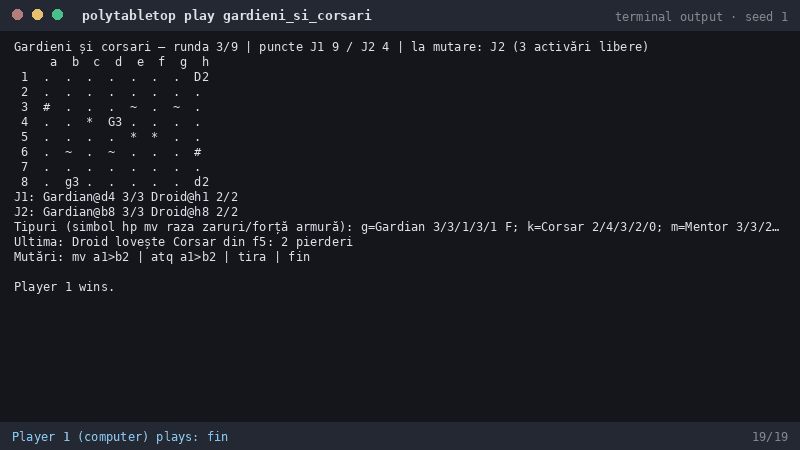 polytabletop play gardieni_si_corsari
terminal output · seed 1
Gardieni și corsari — runda 3/9 | puncte J1 9 / J2 4 | la mutare: J2 (3 activări libere)
a b c d e f g h
1 . . . . . . . D2
2 . . . . . . . .
3 # . . . ~ . ~ .
4 . . * G3 . . . .
5 . . . . * * . .
6 . ~ . ~ . . . #
7 . . . . . . . .
8 . g3 . . . . . d2
J1: Gardian@d4 3/3 Droid@h1 2/2
J2: Gardian@b8 3/3 Droid@h8 2/2
Tipuri (simbol hp mv raza zaruri/forță armură): g=Gardian 3/3/1/3/1 F; k=Corsar 2/4/3/2/0; m=Mentor 3/3/2…
Ultima: Droid lovește Corsar din f5: 2 pierderi
Mutări: mv a1>b2 | atq a1>b2 | tira | fin
Player 1 wins.
Player 1 (computer) plays: fin
19/19